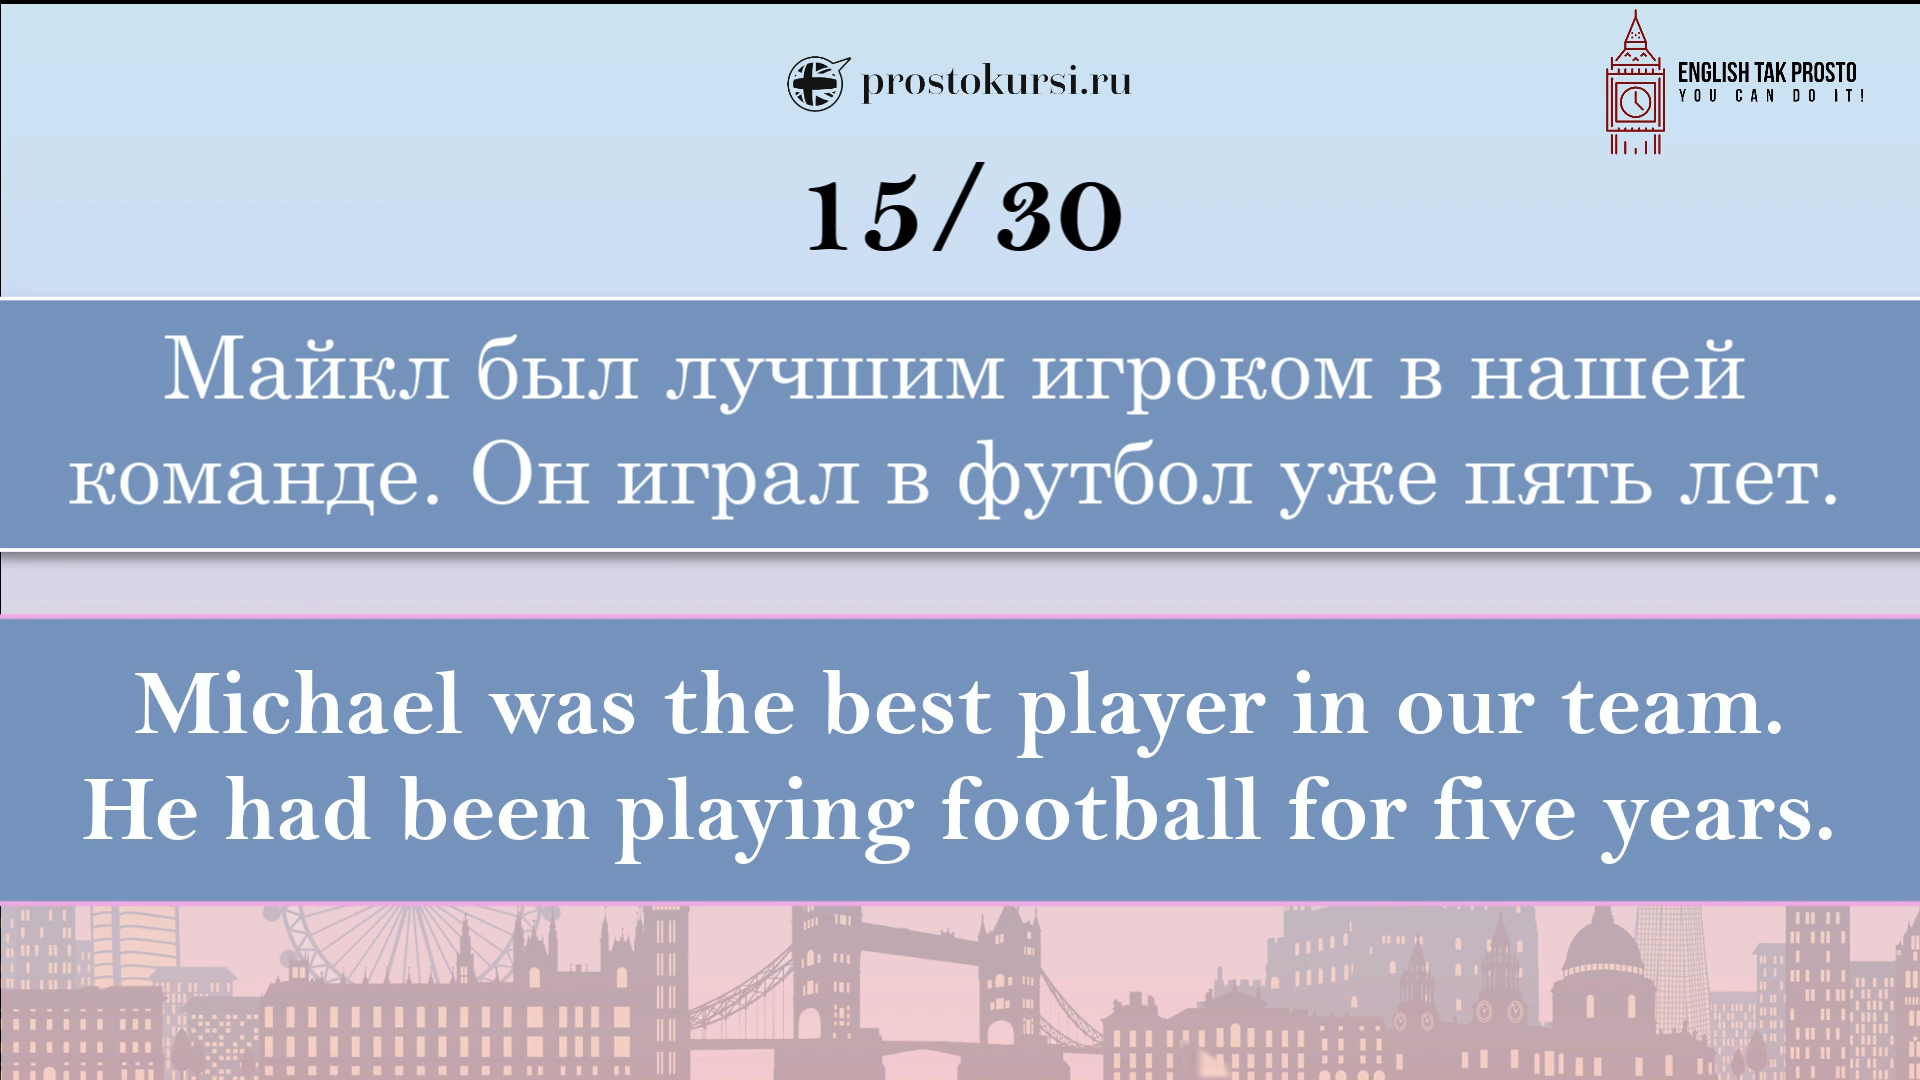 prostokursi.ru
ENGLISH TAK PROSTO
YOU CAN DO IT!
15/30
Майкл был лучшим игроком в нашей
команде. Он играл в футбол уже пять лет.
Michael was the best player in our team.
He had been playing football for five years.